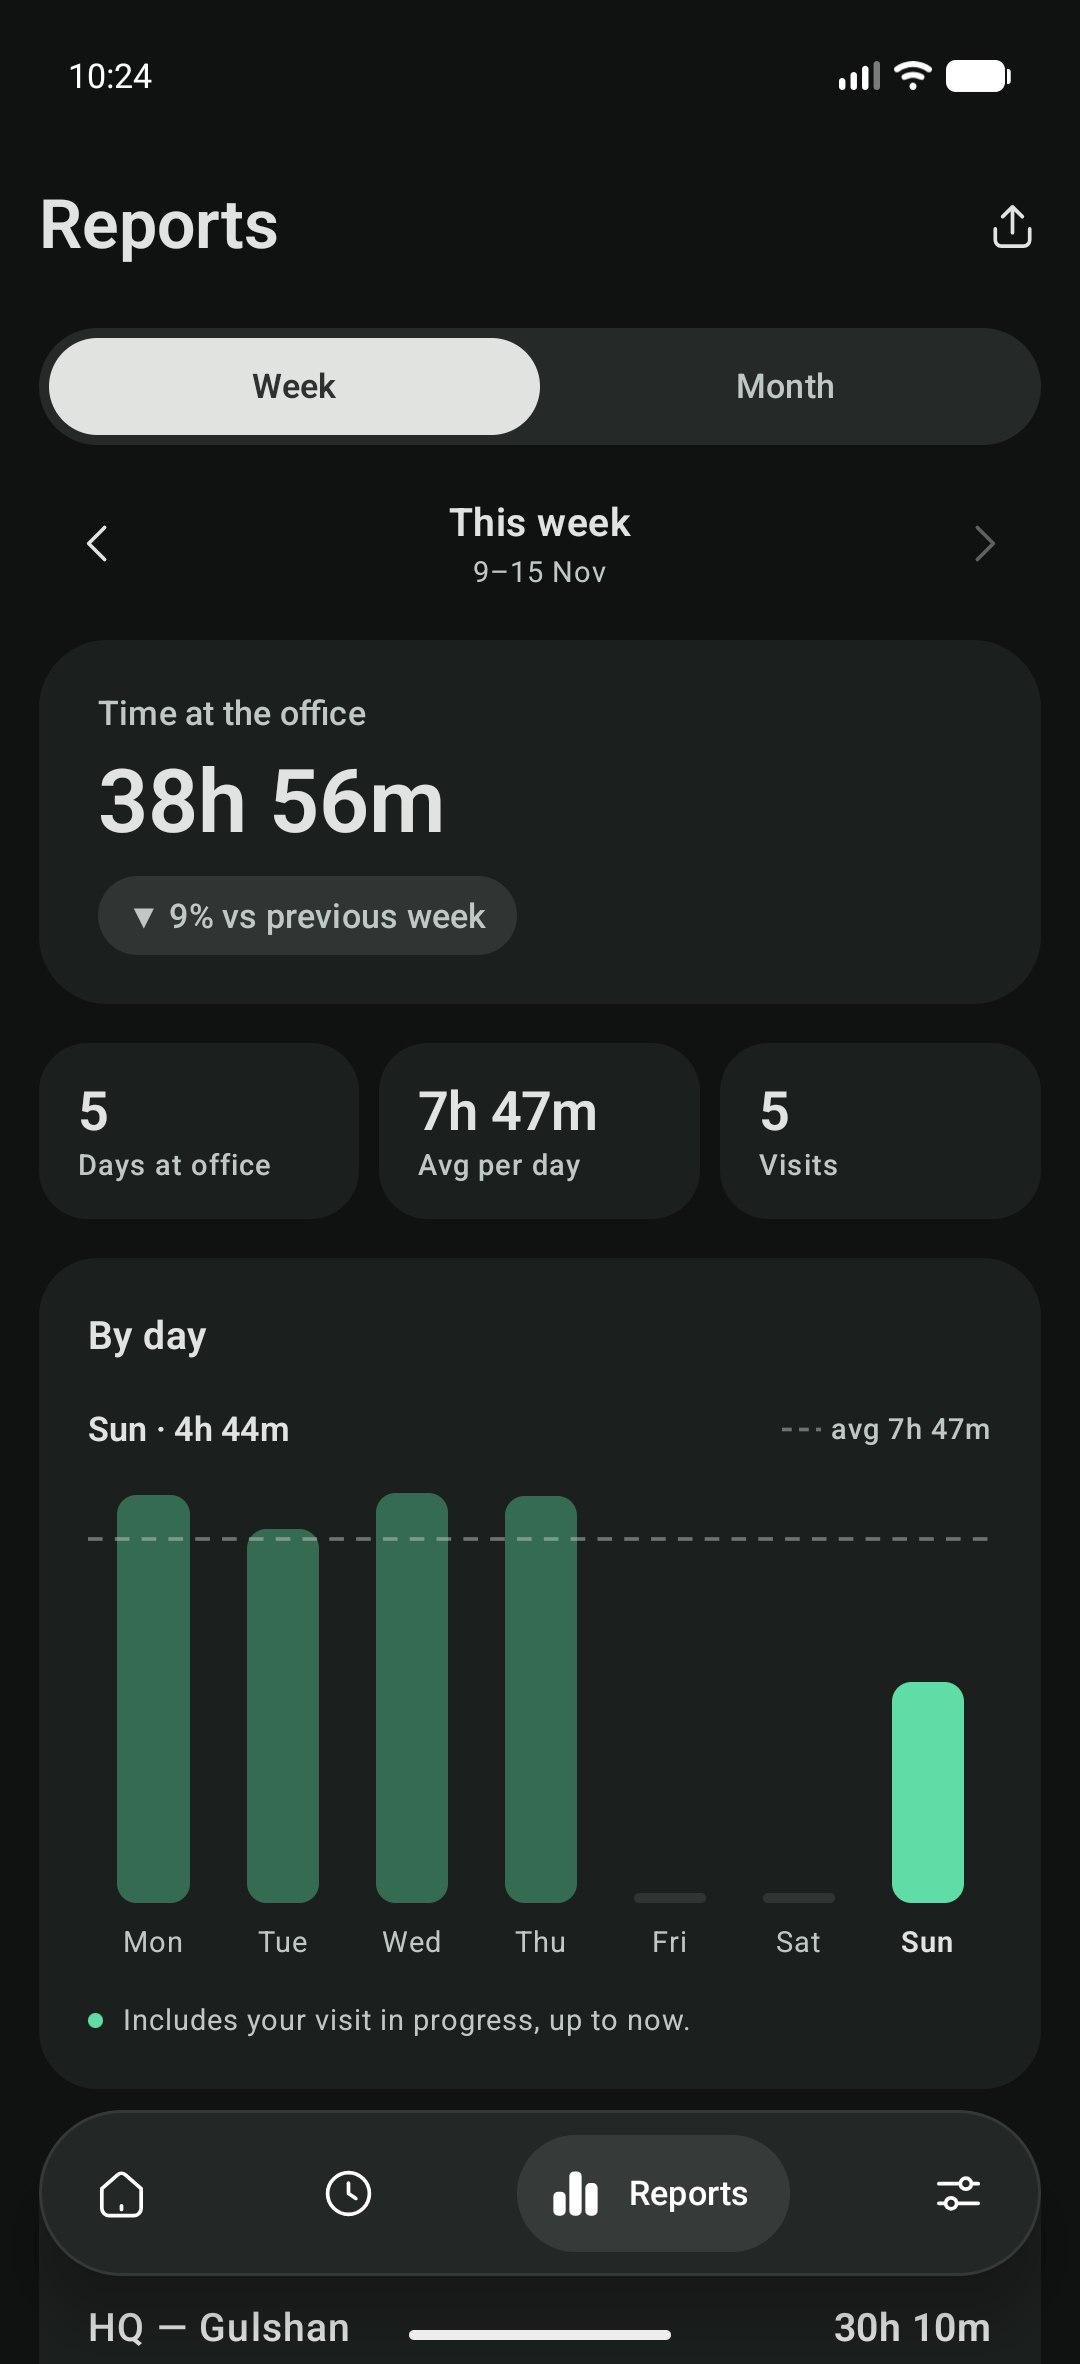 10:24
Reports
Week
Month
This week
9–15 Nov
Time at the office
38h 56m
▼ 9% vs previous week
5
Days at office
7h 47m
Avg per day
5
Visits
By day
Sun · 4h 44m
avg 7h 47m
Mon
Tue
Wed
Thu
Fri
Sat
Sun
Includes your visit in progress, up to now.
Reports
HQ — Gulshan
30h 10m